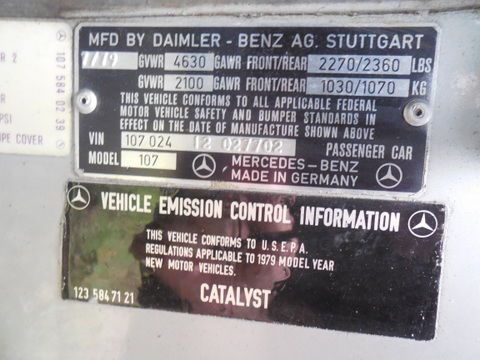 R 2
PSI
PE COVER
107 584 02 39
MFD BY DAIMLER - BENZ AG. STUTTGART
7/79 GVWR 4630 GAWR FRONT/REAR 2270/2360 LBS
GVWR 2100 GAWR FRONT/REAR 1030/1070 KG
THIS VEHICLE CONFORMS TO ALL APPLICABLE FEDERAL
MOTOR VEHICLE SAFETY AND BUMPER STANDARDS IN
EFFECT ON THE DATE OF MANUFACTURE SHOWN ABOVE
VIN 107 024 12 027702 PASSENGER CAR
MODEL 107 MERCEDES-BENZ
MADE IN GERMANY
VEHICLE EMISSION CONTROL INFORMATION
THIS VEHICLE CONFORMS TO U.S.E.P.A.
REGULATIONS APPLICABLE TO 1979 MODEL YEAR
NEW MOTOR VEHICLES.
123 584 71 21 CATALYST